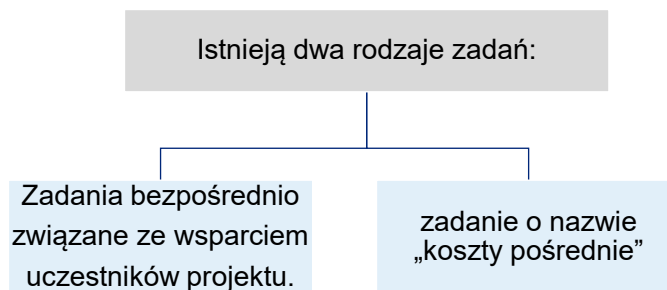 Istnieją dwa rodzaje zadań:
Zadania bezpośrednio
związane ze wsparciem
uczestników projektu.
zadanie o nazwie
„koszty pośrednie”